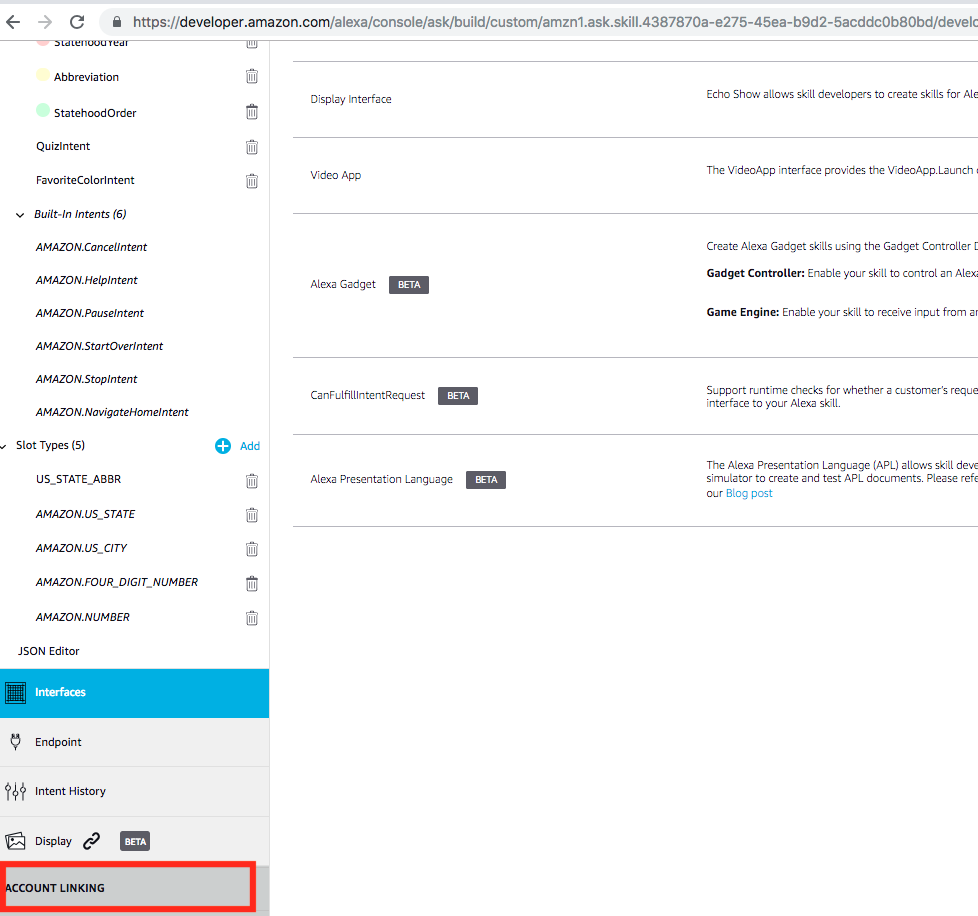 https://developer.amazon.com/alexa/console/ask/build/custom/amzn1.ask.skill.4387870a-e275-45ea-b9d2-5acddc0b80bd/develo
StatehoodYear
Abbreviation
StatehoodOrder
QuizIntent
FavoriteColorIntent
Built-In Intents (6)
AMAZON.CancelIntent
AMAZON.HelpIntent
AMAZON.PauseIntent
AMAZON.StartOverIntent
AMAZON.StopIntent
AMAZON.NavigateHomeIntent
Slot Types (5) Add
US_STATE_ABBR
AMAZON.US_STATE
AMAZON.US_CITY
AMAZON.FOUR_DIGIT_NUMBER
AMAZON.NUMBER
JSON Editor
Interfaces
Endpoint
Intent History
Display BETA
ACCOUNT LINKING
Display Interface
Echo Show allows skill developers to create skills for Ale
Video App
The VideoApp interface provides the VideoApp.Launch
Alexa Gadget BETA
Create Alexa Gadget skills using the Gadget Controller D
Gadget Controller: Enable your skill to control an Alexa
Game Engine: Enable your skill to receive input from an
CanFulfillIntentRequest BETA
Support runtime checks for whether a customer's reque
interface to your Alexa skill.
Alexa Presentation Language BETA
The Alexa Presentation Language (APL) allows skill deve
simulator to create and test APL documents. Please refe
our Blog post